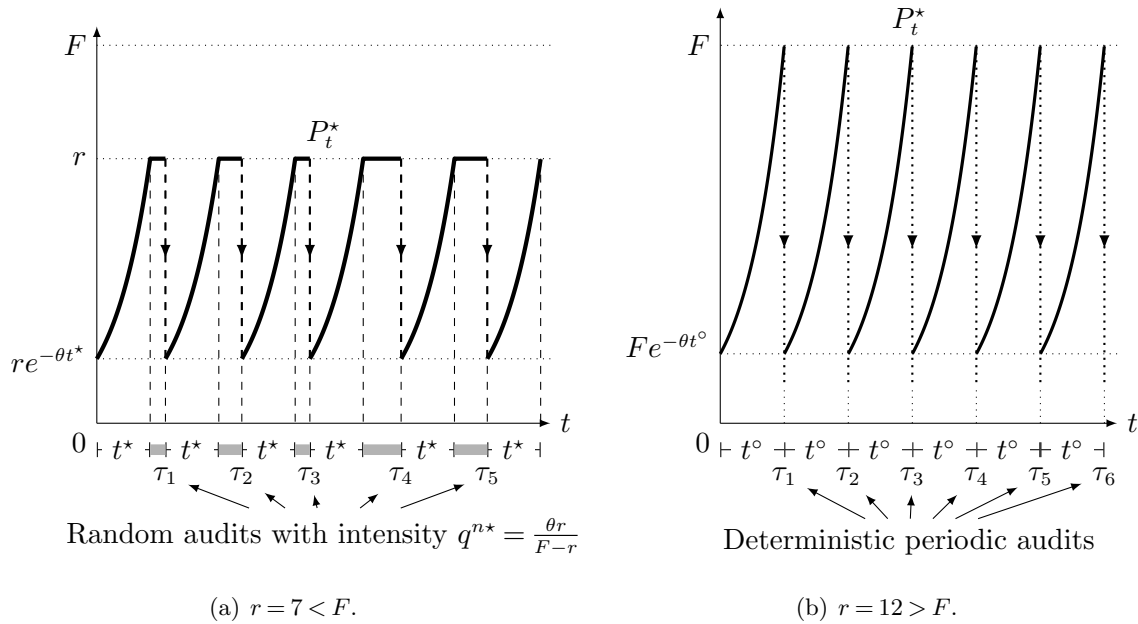 F
P_t^⋆
r
re^{−θt^⋆}
0
t
t^⋆ t^⋆ t^⋆ t^⋆ t^⋆ t^⋆
τ_1 τ_2 τ_3 τ_4 τ_5
Random audits with intensity q^{n⋆} = \frac{θr}{F−r}
(a) r = 7 < F.
P_t^⋆
F
Fe^{−θt^∘}
0
t
t^∘ t^∘ t^∘ t^∘ t^∘ t^∘
τ_1 τ_2 τ_3 τ_4 τ_5 τ_6
Deterministic periodic audits
(b) r = 12 > F.